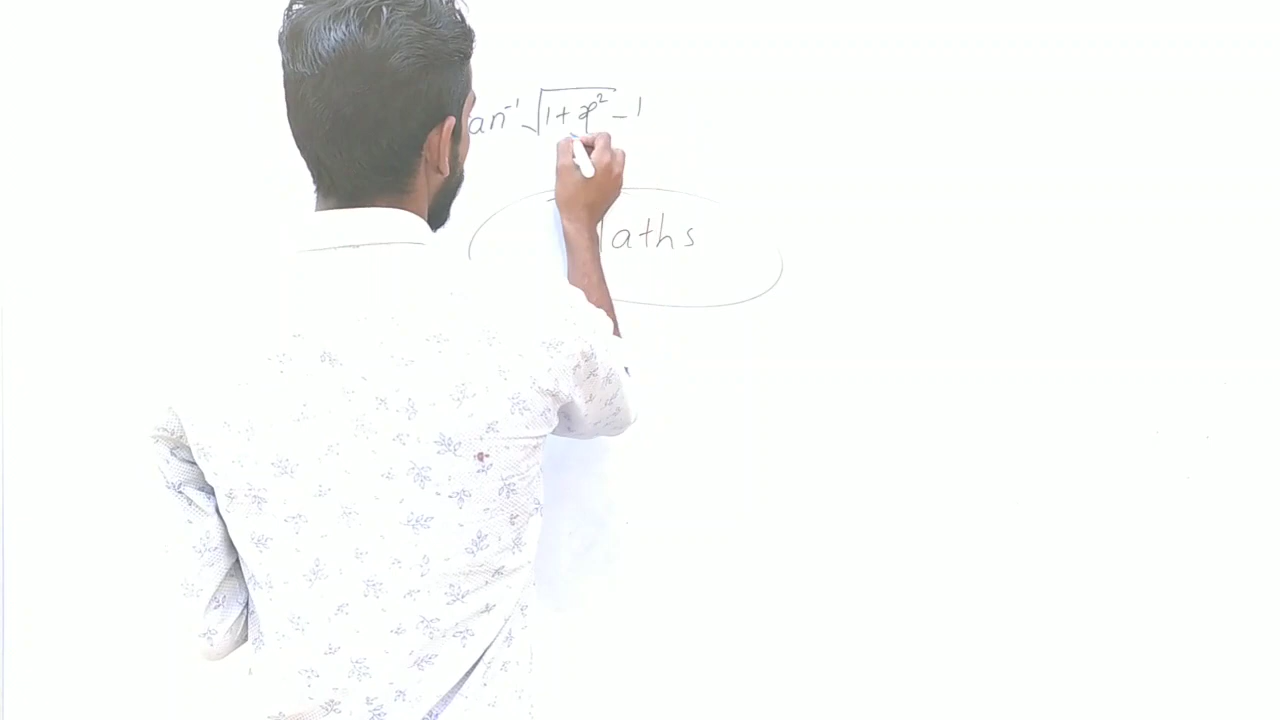 an⁻¹ √1+x² - 1
aths